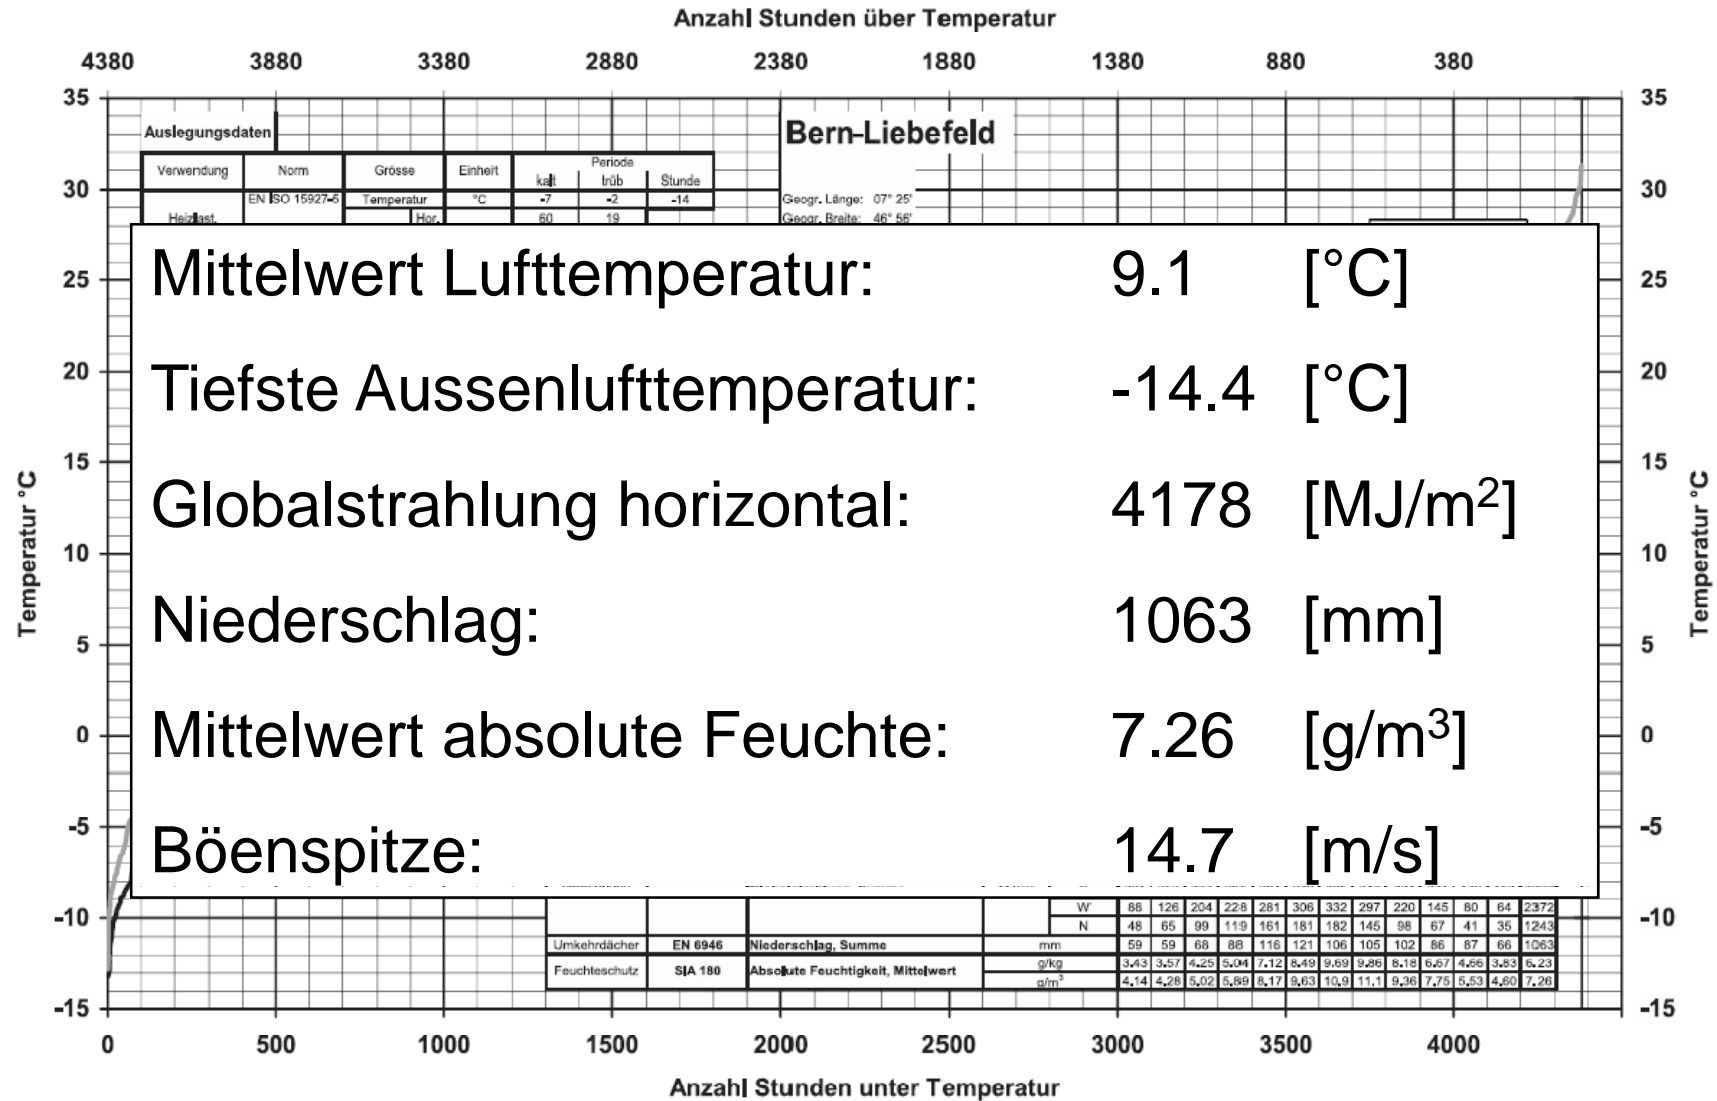 Anzahl Stunden über Temperatur
4380 3880 3380 2880 2380 1880 1380 880 380
35 35
Auslegungsdaten
Bern-Liebefeld
Verwendung Norm Grösse Einheit Periode
kalt trüb Stunde
30 30
EN ISO 15927-5 Temperatur °C -7 -2 -14
Geogr. Länge: 07° 25'
Heizlast. Hor. 60 19
Geogr. Breite: 46° 56'
Mittelwert Lufttemperatur: 9.1 [°C]
25 25
Tiefste Aussenlufttemperatur: -14.4 [°C]
20 20
Globalstrahlung horizontal: 4178 [MJ/m²]
15 15
Temperatur °C
Temperatur °C
10 10
Niederschlag: 1063 [mm]
5 5
Mittelwert absolute Feuchte: 7.26 [g/m³]
0 0
Böenspitze: 14.7 [m/s]
-5 -5
W 88 126 204 228 281 306 332 297 220 145 80 64 2372
-10 -10
N 48 65 99 119 161 181 182 145 98 67 41 35 1243
Umkehrdächer EN 6946 Niederschlag, Summe mm 59 59 68 88 116 121 106 105 102 86 87 66 1063
Feuchteschutz SIA 180 Absolute Feuchtigkeit, Mittelwert g/kg 3.43 3.57 4.25 5.04 7.12 8.49 9.69 9.86 8.18 6.67 4.66 3.83 6.23
g/m³ 4.14 4.28 5.02 5.89 8.17 9.63 10.9 11.1 9.36 7.75 5.53 4.60 7.26
-15 -15
0 500 1000 1500 2000 2500 3000 3500 4000
Anzahl Stunden unter Temperatur